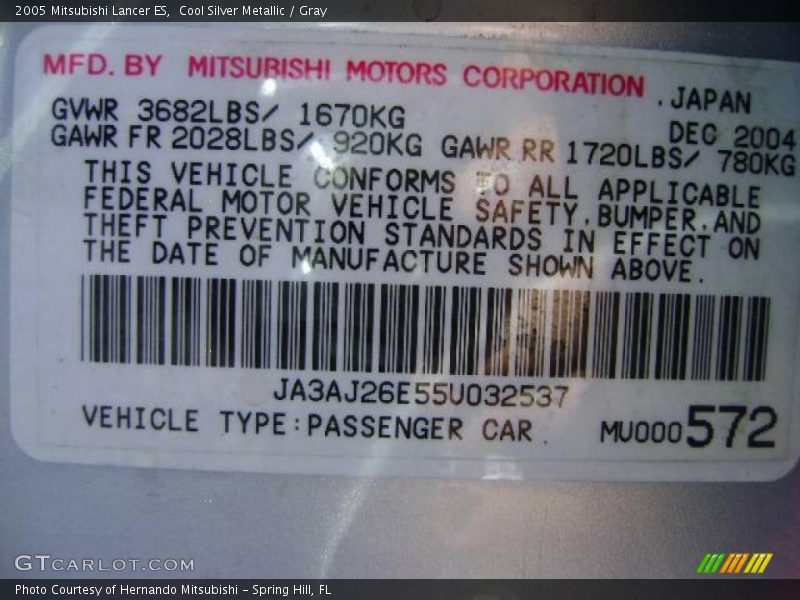 2005 Mitsubishi Lancer ES,  Cool Silver Metallic / Gray
MFD. BY  MITSUBISHI MOTORS CORPORATION
.JAPAN
GVWR 3682LBS/ 1670KG
DEC 2004
GAWR FR 2028LBS/ 920KG GAWR RR 1720LBS/ 780KG
THIS VEHICLE CONFORMS TO ALL APPLICABLE
FEDERAL MOTOR VEHICLE SAFETY.BUMPER.AND
THEFT PREVENTION STANDARDS IN EFFECT ON
THE DATE OF MANUFACTURE SHOWN ABOVE.
JA3AJ26E55U032537
VEHICLE TYPE:PASSENGER CAR.
MU000572
GTCARLOT.COM
Photo Courtesy of Hernando Mitsubishi - Spring Hill, FL